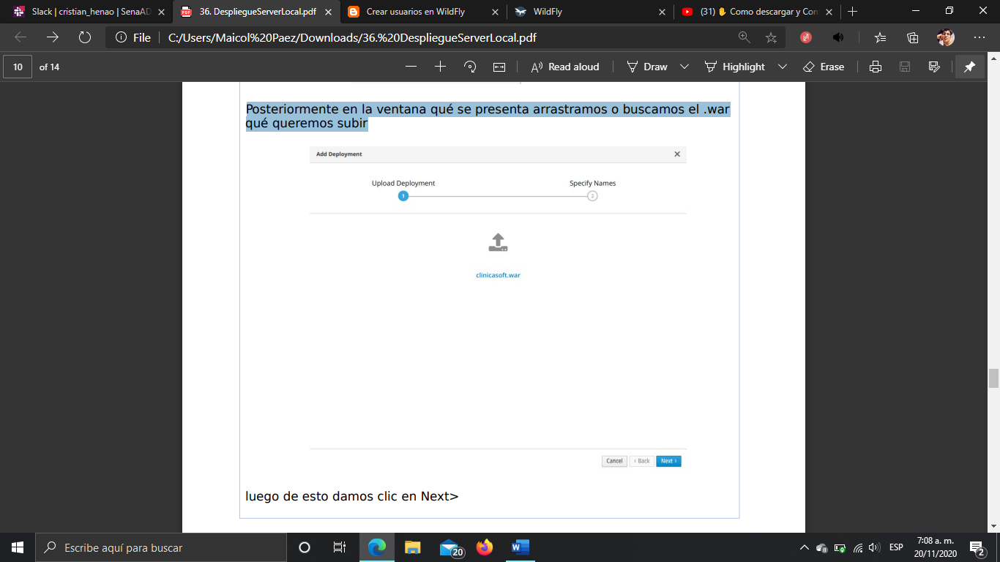 Slack | cristian_henao | SenaAD
36. DespliegueServerLocal.pdf
Crear usuarios en WildFly
WildFly
(31) ✋ Como descargar y Con
File
C:/Users/Maicol%20Paez/Downloads/36.%20DespliegueServerLocal.pdf
10 of 14
Read aloud
Draw
Highlight
Erase
Posteriormente en la ventana qué se presenta arrastramos o buscamos el .war
qué queremos subir
Add Deployment
Upload Deployment
Specify Names
1
2
clinicasoft.war
Cancel
‹ Back
Next ›
luego de esto damos clic en Next>
Escribe aquí para buscar
20
ESP
7:08 a. m.
20/11/2020
2